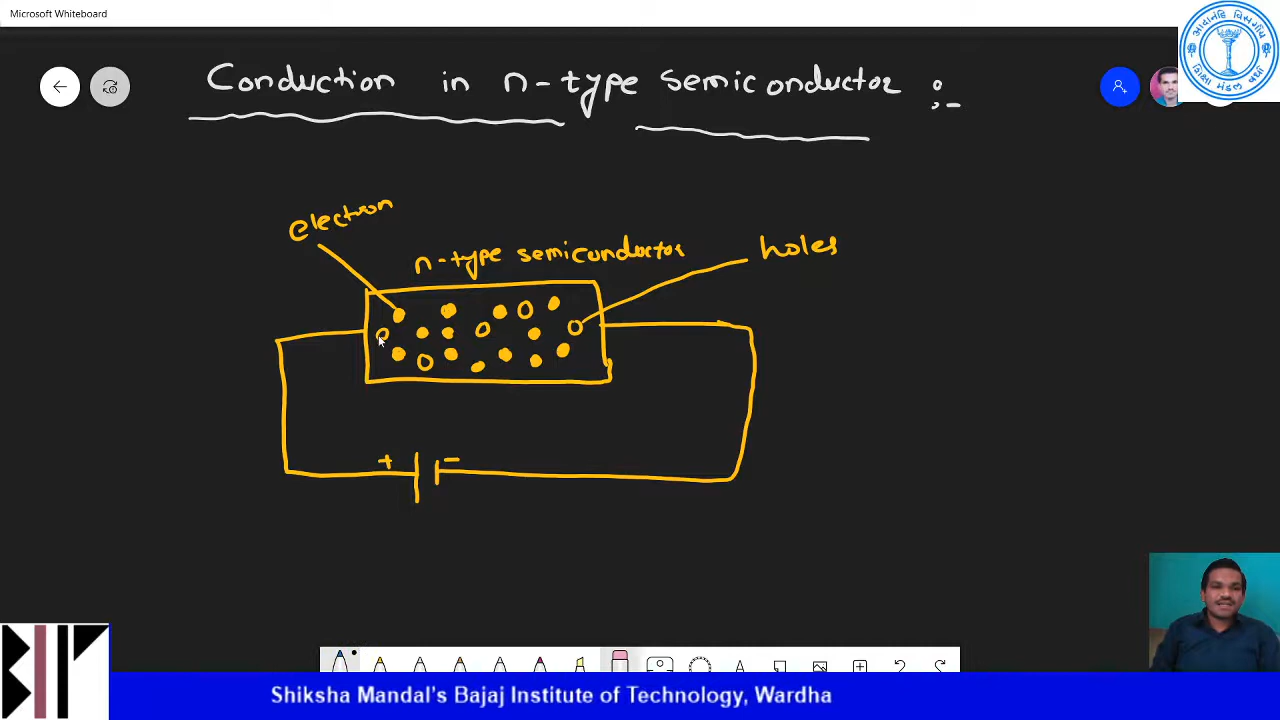 Microsoft Whiteboard
Conduction in n-type semiconductor :-
electron
n-type semiconductor
holes
+ -
Shiksha Mandal's Bajaj Institute of Technology, Wardha